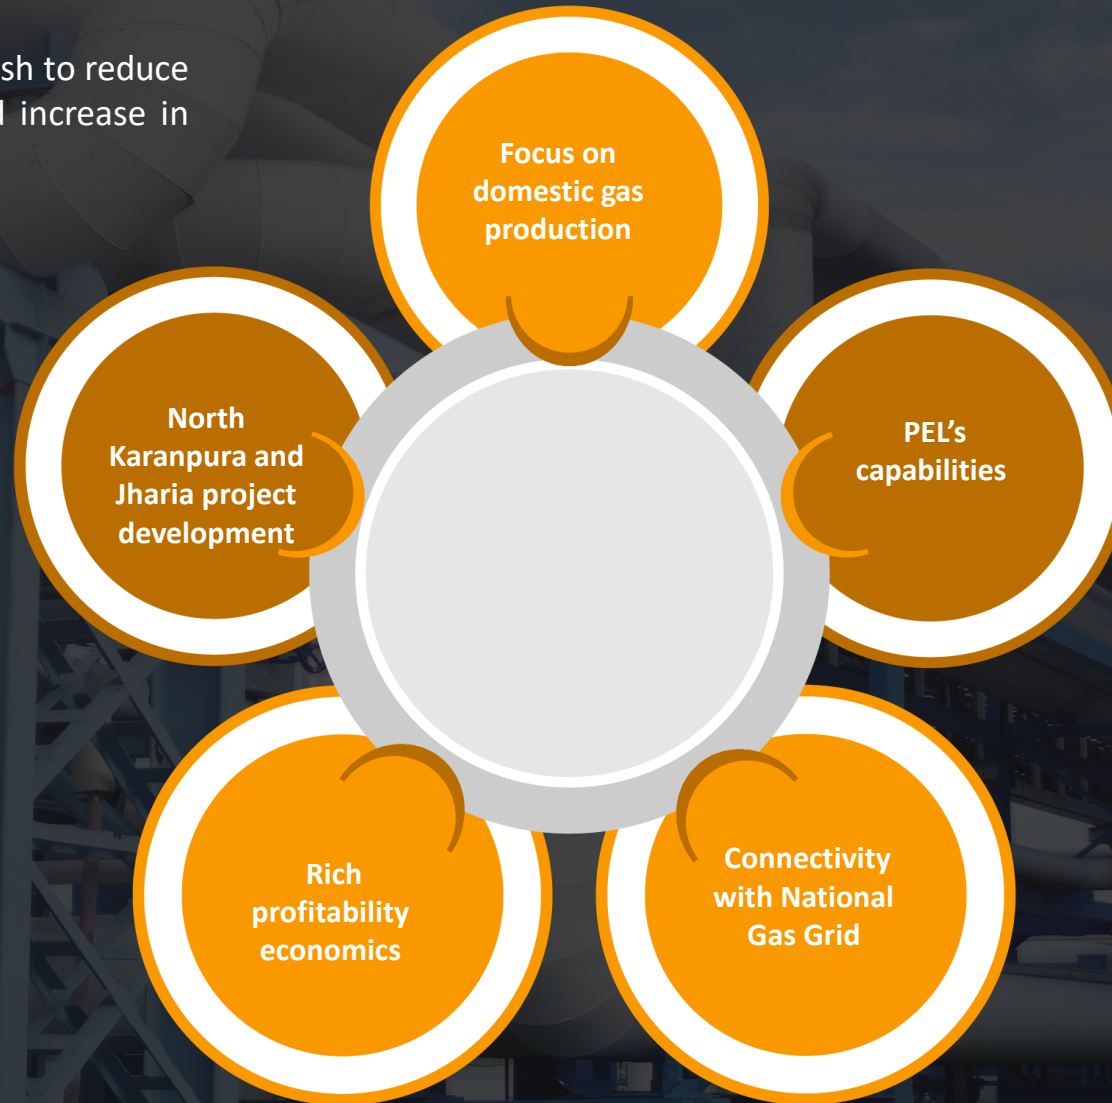 sh to reduce
increase in
Focus on
domestic gas
production
North
Karanpura and
Jharia project
development
PEL’s
capabilities
Rich
profitability
economics
Connectivity
with National
Gas Grid